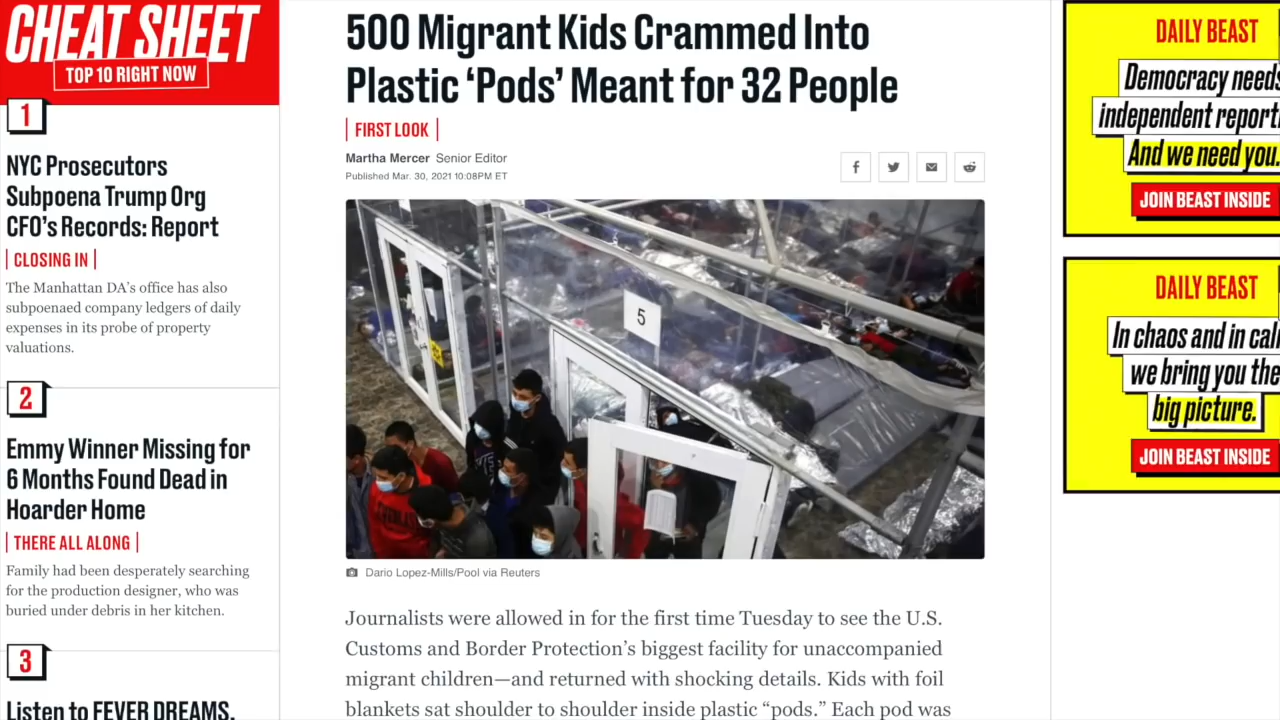 CHEAT SHEET
TOP 10 RIGHT NOW
1
NYC Prosecutors
Subpoena Trump Org
CFO’s Records: Report
CLOSING IN
The Manhattan DA’s office has also
subpoenaed company ledgers of daily
expenses in its probe of property
valuations.
2
Emmy Winner Missing for
6 Months Found Dead in
Hoarder Home
THERE ALL ALONG
Family had been desperately searching
for the production designer, who was
buried under debris in her kitchen.
3
Listen to FEVER DREAMS,
500 Migrant Kids Crammed Into
Plastic ‘Pods’ Meant for 32 People
FIRST LOOK
Martha Mercer Senior Editor
Published Mar. 30, 2021 10:08PM ET
5
Dario Lopez-Mills/Pool via Reuters
Journalists were allowed in for the first time Tuesday to see the U.S.
Customs and Border Protection’s biggest facility for unaccompanied
migrant children—and returned with shocking details. Kids with foil
blankets sat shoulder to shoulder inside plastic “pods.” Each pod was
DAILY BEAST
Democracy needs
independent reporti
And we need you.
JOIN BEAST INSIDE
DAILY BEAST
In chaos and in cal
we bring you the
big picture.
JOIN BEAST INSIDE